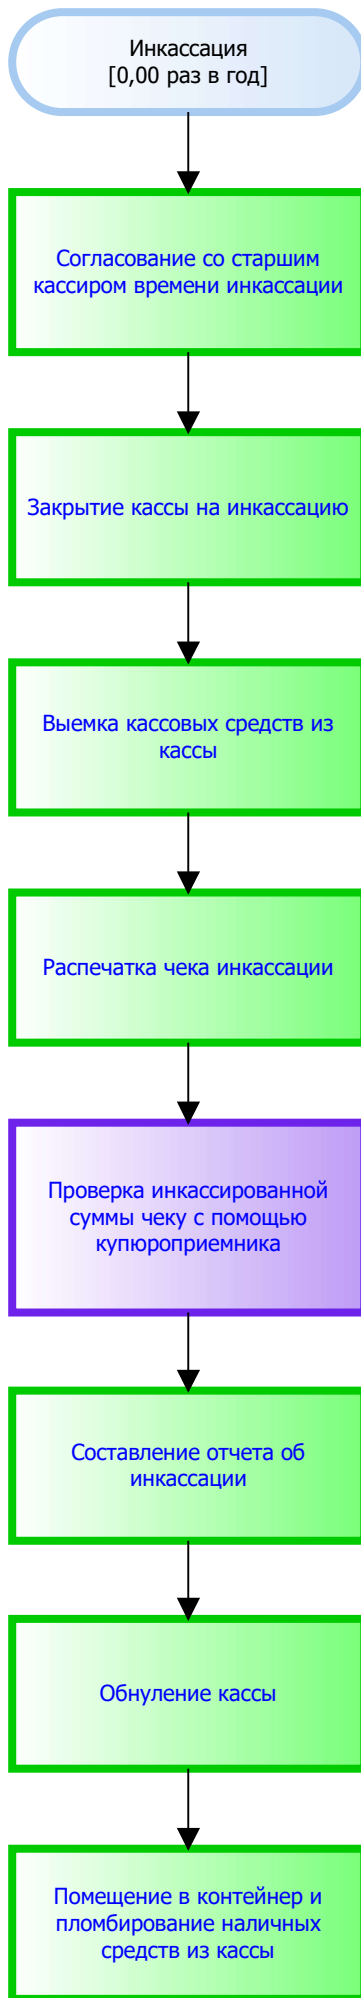 Инкассация
[0,00 раз в год]
Согласование со старшим
кассиром времени инкассации
Закрытие кассы на инкассацию
Выемка кассовых средств из
кассы
Распечатка чека инкассации
Проверка инкассированной
суммы чеку с помощью
купюроприемника
Составление отчета об
инкассации
Обнуление кассы
Помещение в контейнер и
пломбирование наличных
средств из кассы